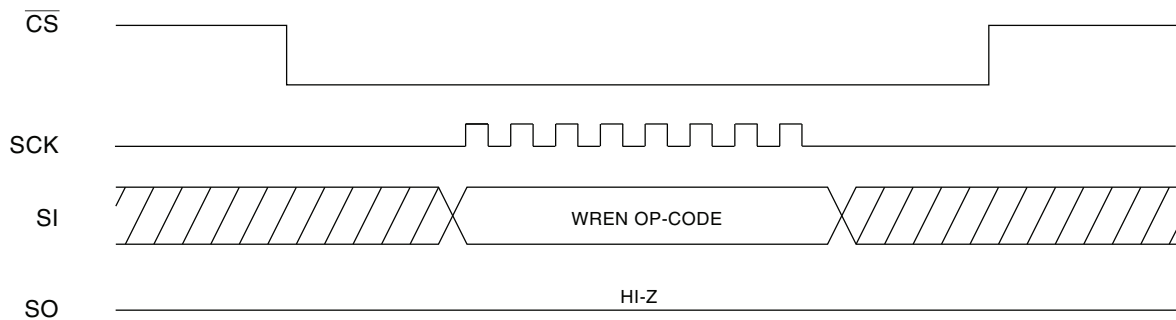 CS
SCK
SI
WREN OP-CODE
HI-Z
SO